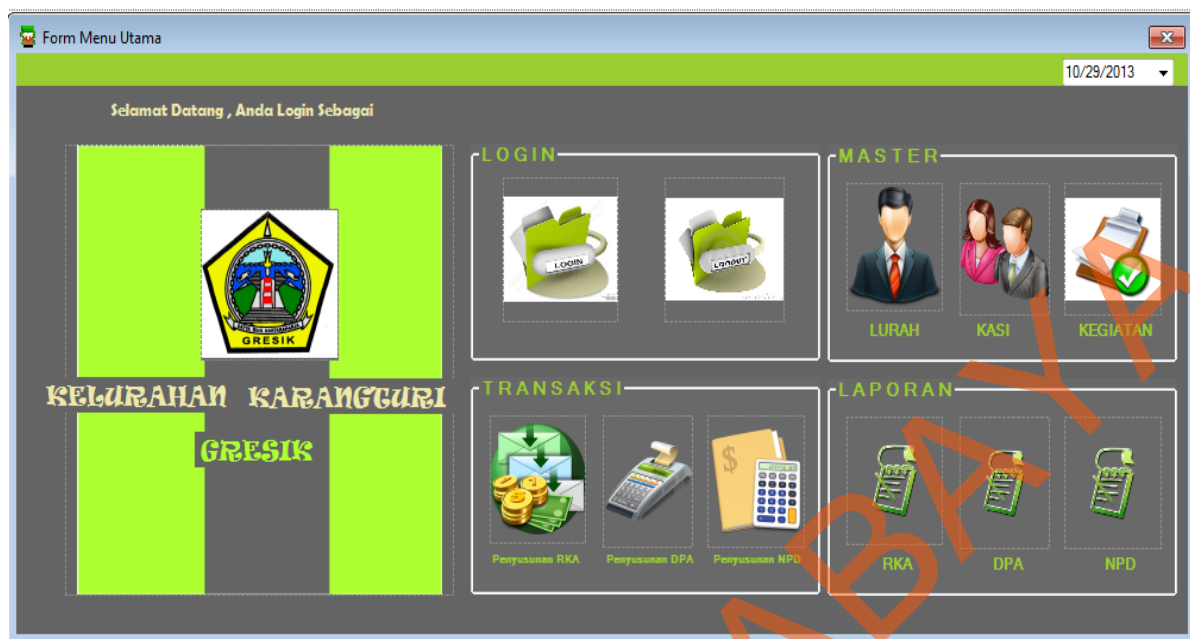 Form Menu Utama
10/29/2013
Selamat Datang , Anda Login Sebagai
GRESIK
KELURAHAN KARANGTURI
GRESIK
LOGIN
LOGIN
LOGOUT
MASTER
LURAH KASI KEGIATAN
TRANSAKSI
Penyusunan RKA Penyusunan DPA Penyusunan NPD
LAPORAN
RKA DPA NPD
ABAYA